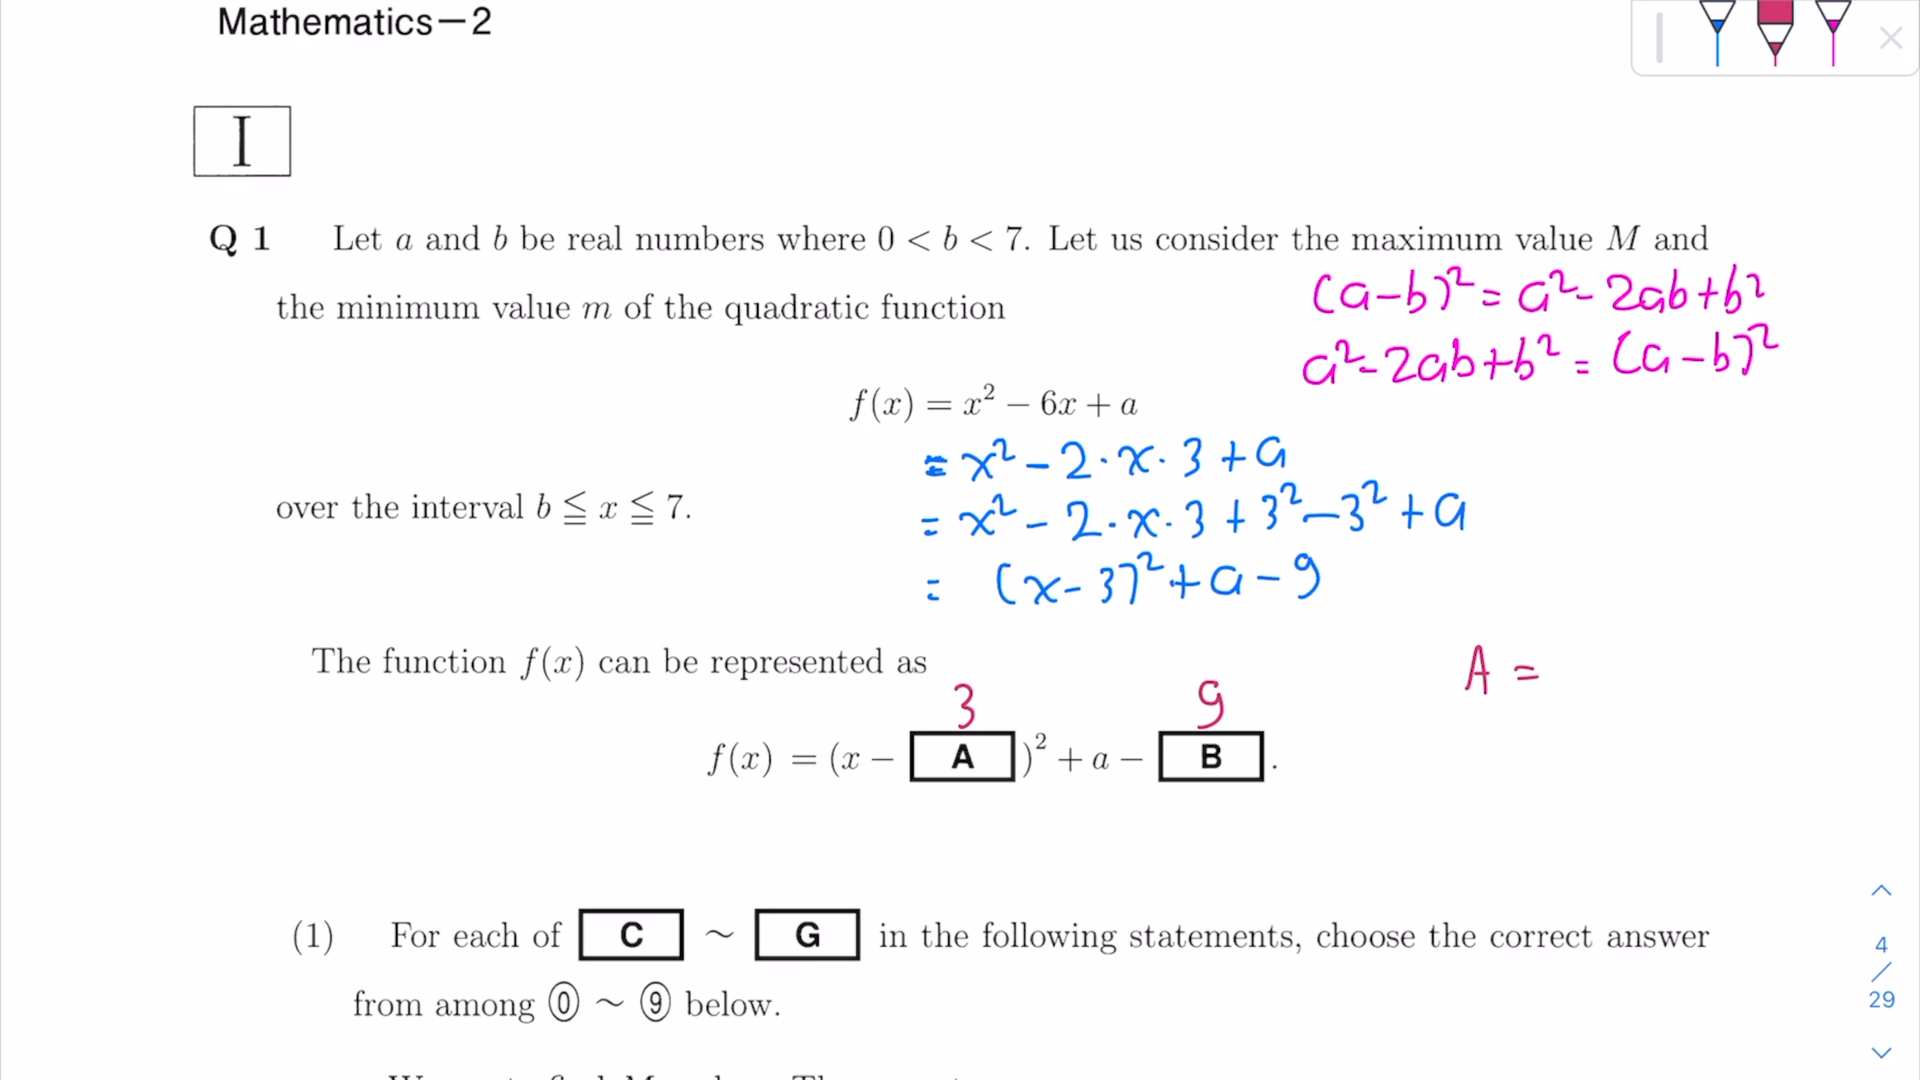 Mathematics－2
I
Q 1 Let a and b be real numbers where 0 < b < 7. Let us consider the maximum value M and
the minimum value m of the quadratic function
(a-b)² = a² - 2ab + b²
a² - 2ab + b² = (a-b)²
f(x) = x² − 6x + a
= x² - 2·x·3 + a
over the interval b ≦ x ≦ 7.
= x² - 2·x·3 + 3² - 3² + a
= (x-3)² + a - 9
The function f(x) can be represented as
A =
3 9
f(x) = (x − A)² + a − B.
(1) For each of C ~ G in the following statements, choose the correct answer
from among ⓪ ~ ⑨ below.
4
/
29